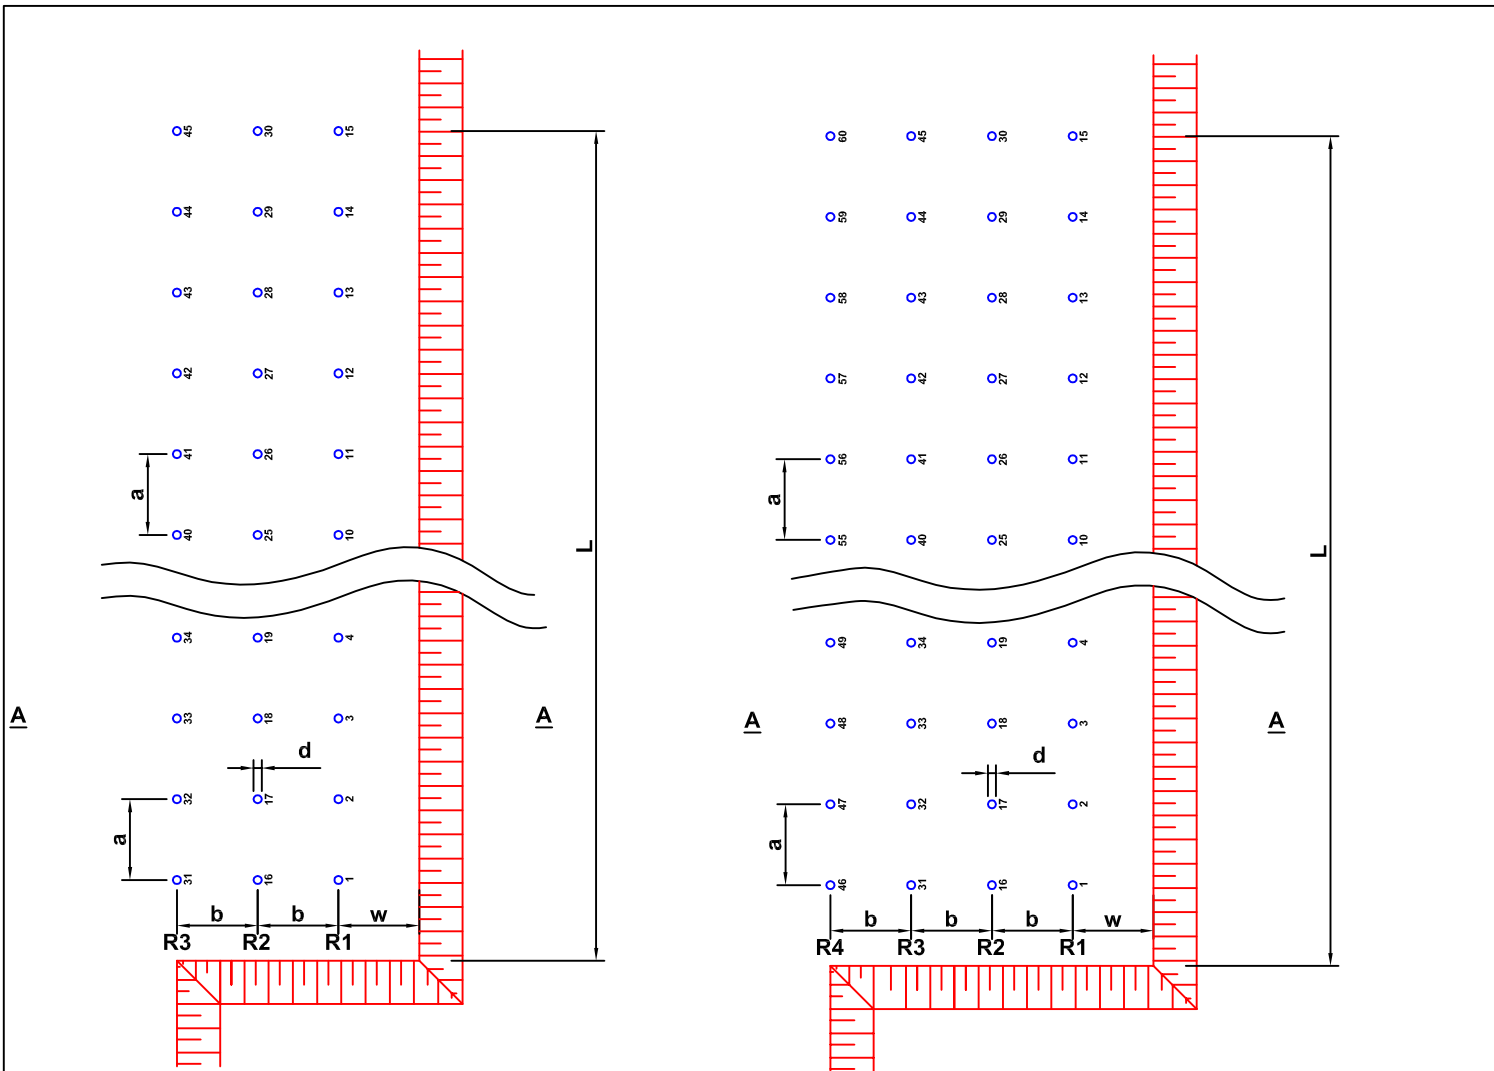 45 30 15
44 29 14
43 28 13
42 27 12
41 26 11
a
40 25 10
L
34 19 4
A 33 18 3 A
d
32 17 2
a
31 16 1
b b w
R3 R2 R1
60 45 30 15
59 44 29 14
58 43 28 13
57 42 27 12
56 41 26 11
a
55 40 25 10
L
49 34 19 4
A 48 33 18 3 A
d
47 32 17 2
a
46 31 16 1
b b b w
R4 R3 R2 R1